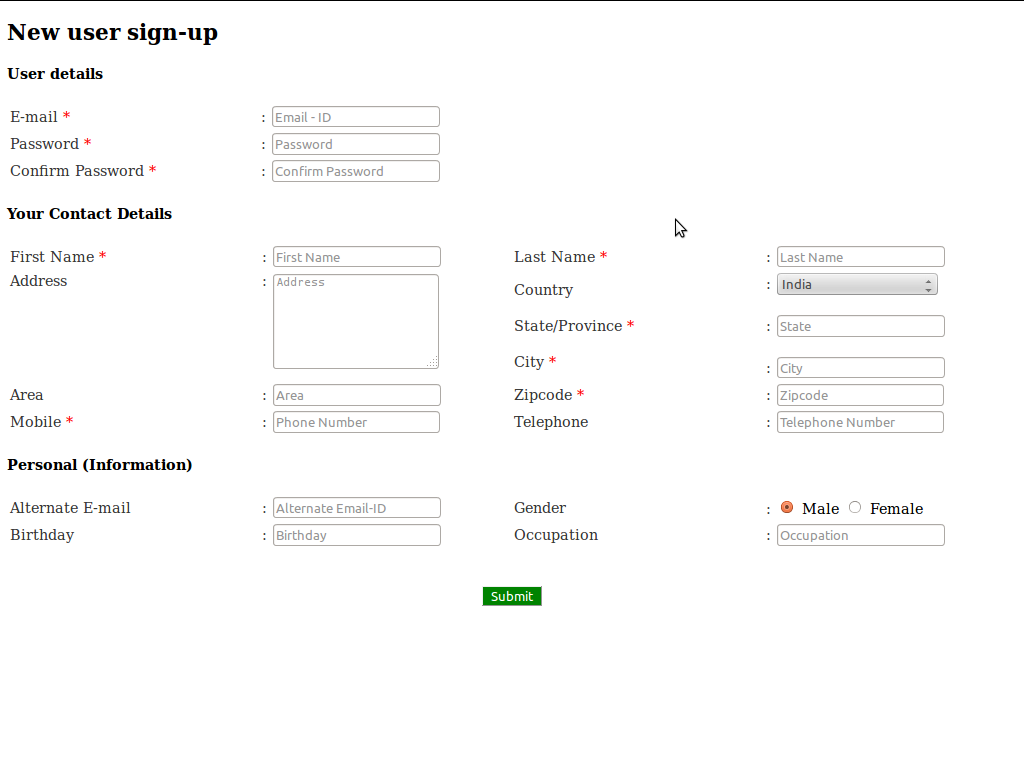 New user sign-up
User details
E-mail * : Email - ID
Password * : Password
Confirm Password * : Confirm Password
Your Contact Details
First Name * : First Name Last Name * : Last Name
Address : Address Country : India
State/Province * : State
City * : City
Area : Area Zipcode * : Zipcode
Mobile * : Phone Number Telephone : Telephone Number
Personal (Information)
Alternate E-mail : Alternate Email-ID Gender : Male Female
Birthday : Birthday Occupation : Occupation
Submit